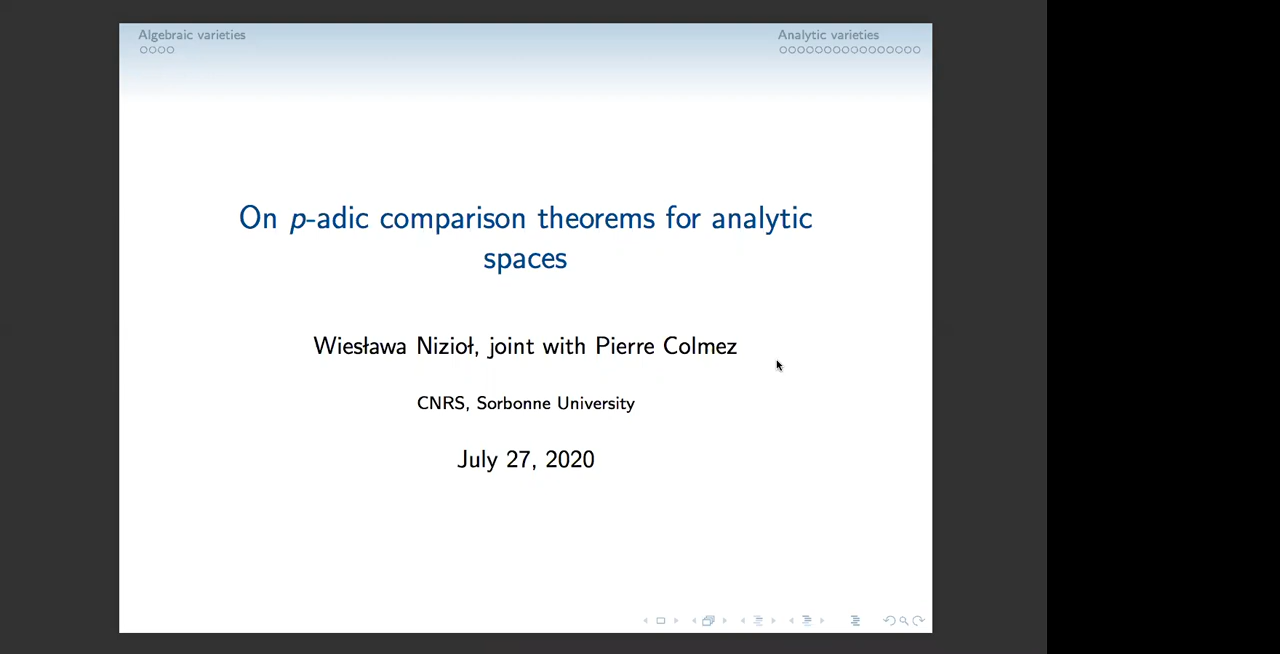 Algebraic varieties
Analytic varieties
On p-adic comparison theorems for analytic
spaces
Wiesława Nizioł, joint with Pierre Colmez
CNRS, Sorbonne University
July 27, 2020